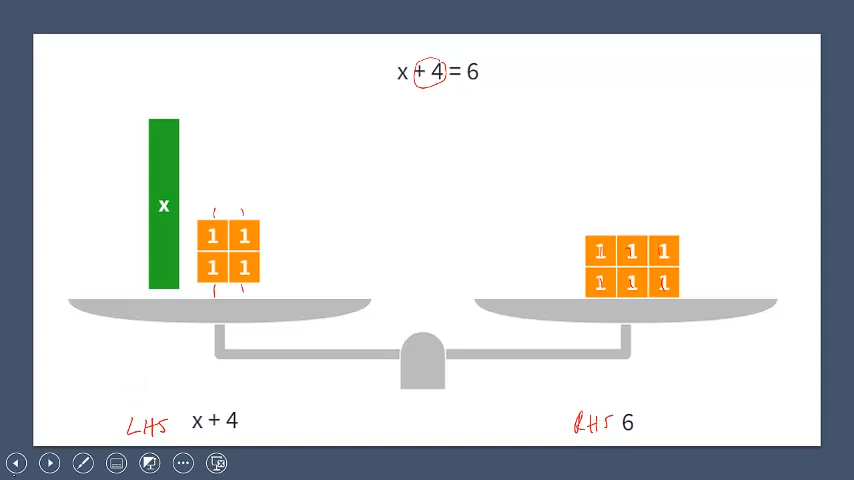 x + 4 = 6
x
1 1
1 1
1 1 1
1 1 1
LHS x + 4
RHS 6